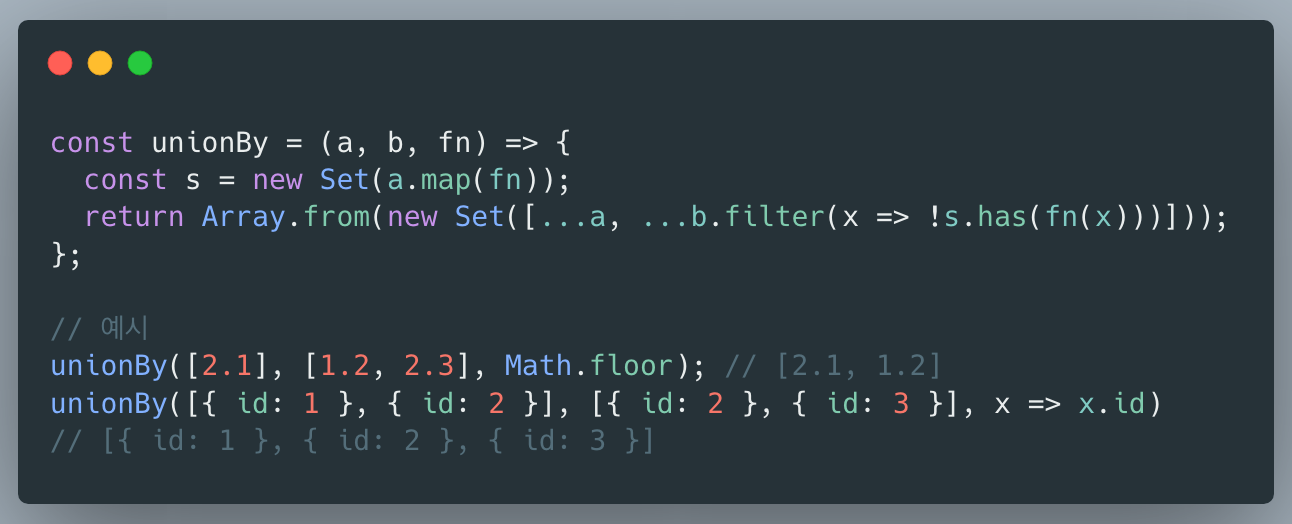 const unionBy = (a, b, fn) => {
  const s = new Set(a.map(fn));
  return Array.from(new Set([...a, ...b.filter(x => !s.has(fn(x)))]));
};
// 예시
unionBy([2.1], [1.2, 2.3], Math.floor); // [2.1, 1.2]
unionBy([{ id: 1 }, { id: 2 }], [{ id: 2 }, { id: 3 }], x => x.id)
// [{ id: 1 }, { id: 2 }, { id: 3 }]